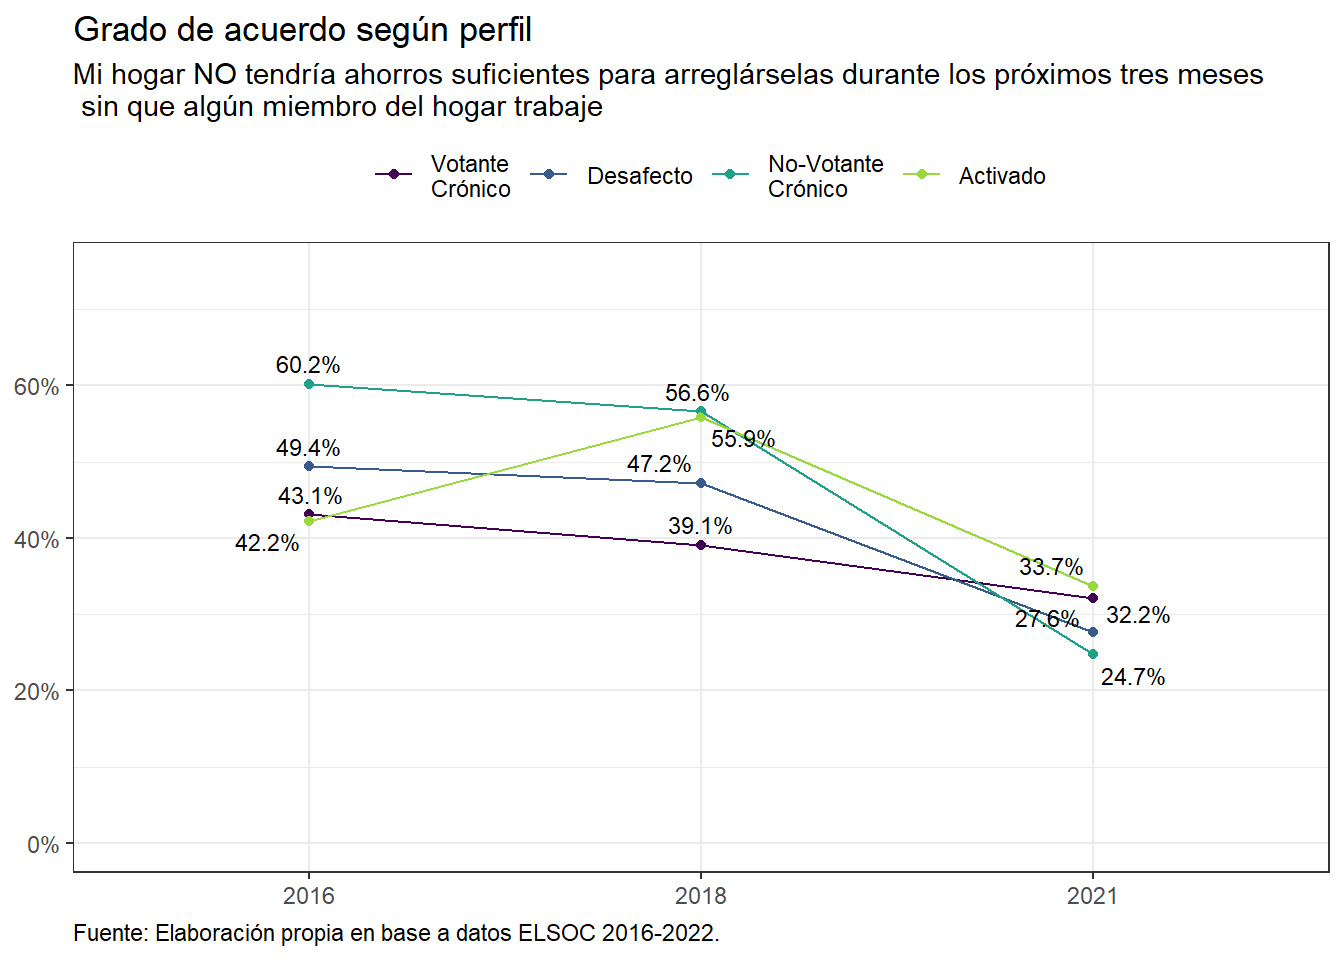 Grado de acuerdo según perfil
Mi hogar NO tendría ahorros suficientes para arreglárselas durante los próximos tres meses
sin que algún miembro del hogar trabaje
Votante
Crónico
Desafecto
No-Votante
Crónico
Activado
60.2%
56.6%
60%
55.9%
49.4%
47.2%
43.1%
39.1%
42.2%
40%
33.7%
27.6%
32.2%
24.7%
20%
0%
2016
2018
2021
Fuente: Elaboración propia en base a datos ELSOC 2016-2022.